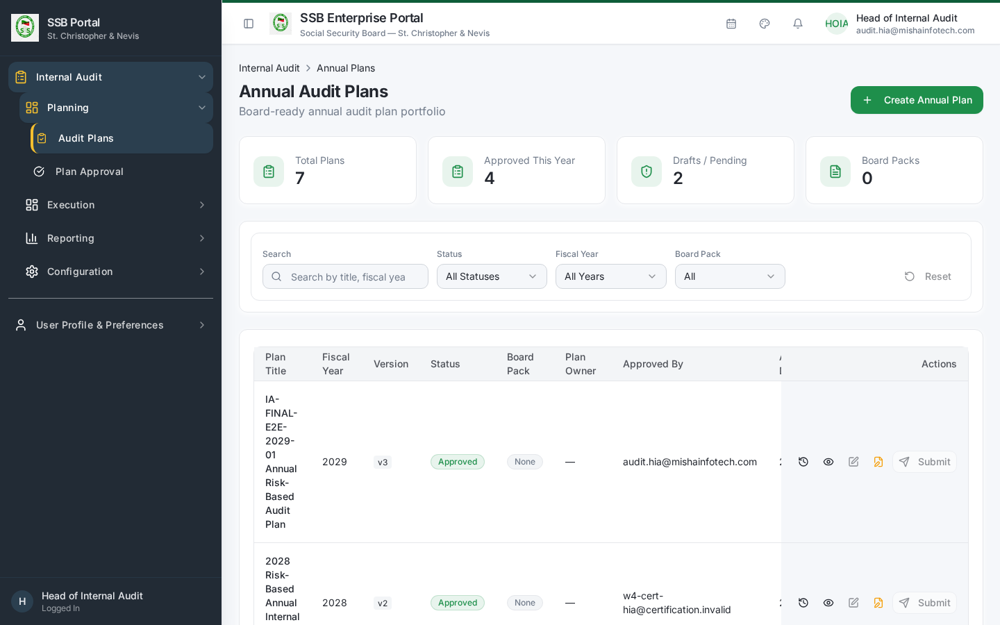 SSB Portal
St. Christopher & Nevis
Internal Audit
Planning
Audit Plans
Plan Approval
Execution
Reporting
Configuration
User Profile & Preferences
H
Head of Internal Audit
Logged In
SSB Enterprise Portal
Social Security Board — St. Christopher & Nevis
HOIA
Head of Internal Audit
audit.hia@mishainfotech.com
Internal Audit > Annual Plans
Annual Audit Plans
Board-ready annual audit plan portfolio
Create Annual Plan
Total Plans
7
Approved This Year
4
Drafts / Pending
2
Board Packs
0
Search
Search by title, fiscal yea
Status
All Statuses
Fiscal Year
All Years
Board Pack
All
Reset
Plan Title
Fiscal Year
Version
Status
Board Pack
Plan Owner
Approved By
Actions
IA-
FINAL-
E2E-
2029-
01
Annual
Risk-
Based
Audit
Plan
2029
v3
Approved
None
—
audit.hia@mishainfotech.com
Submit
2028
Risk-
Based
Annual
Internal
2028
v2
Approved
None
—
w4-cert-
hia@certification.invalid
Submit